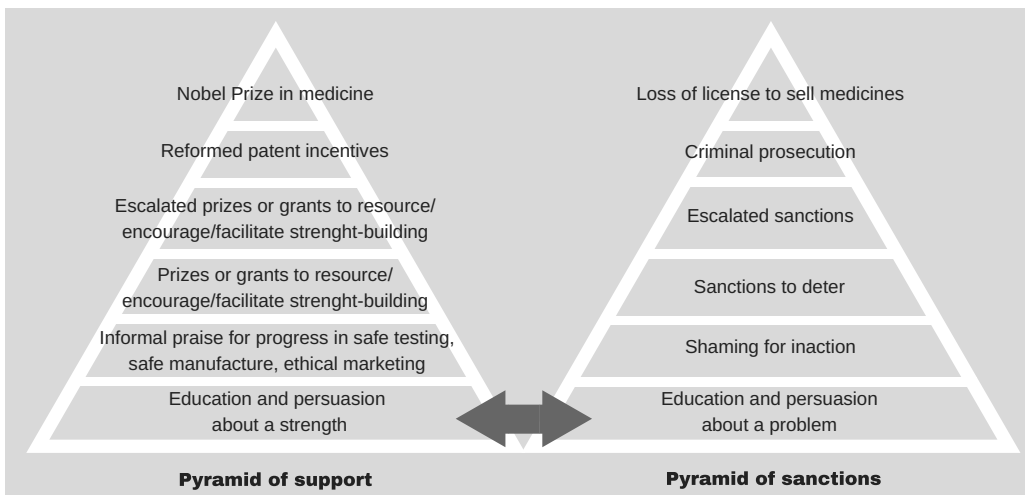 Nobel Prize in medicine
Reformed patent incentives
Escalated prizes or grants to resource/
encourage/facilitate strenght-building
Prizes or grants to resource/
encourage/facilitate strenght-building
Informal praise for progress in safe testing,
safe manufacture, ethical marketing
Education and persuasion
about a strength
Pyramid of support
Loss of license to sell medicines
Criminal prosecution
Escalated sanctions
Sanctions to deter
Shaming for inaction
Education and persuasion
about a problem
Pyramid of sanctions